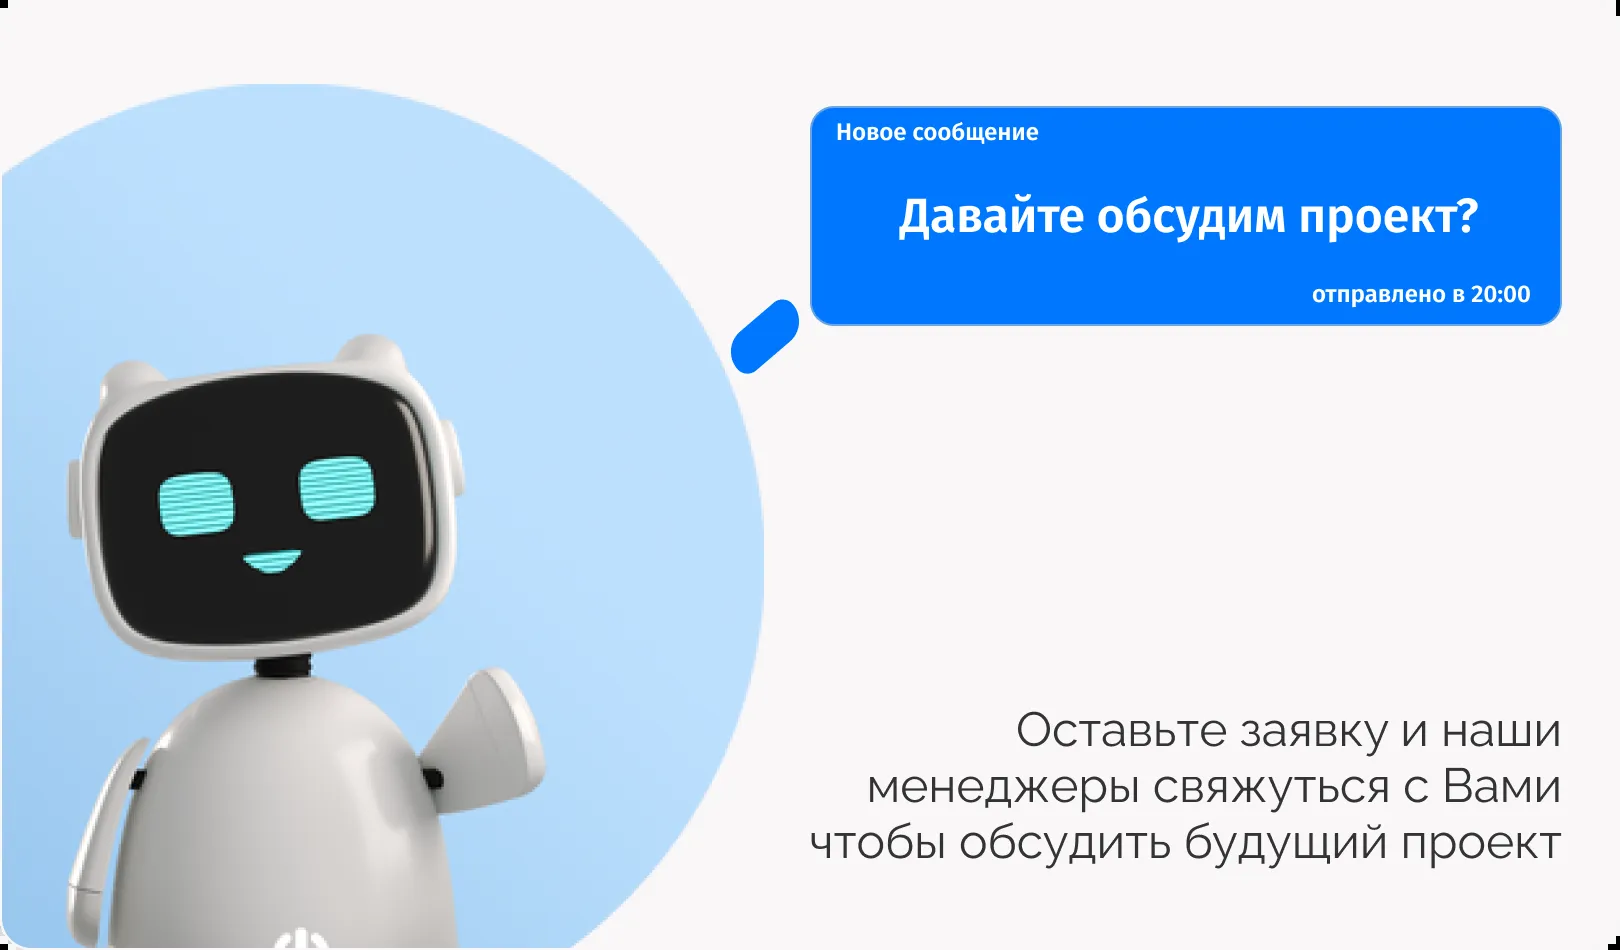 Новое сообщение
Давайте обсудим проект?
отправлено в 20:00
Оставьте заявку и наши
менеджеры свяжуться с Вами
чтобы обсудить будущий проект